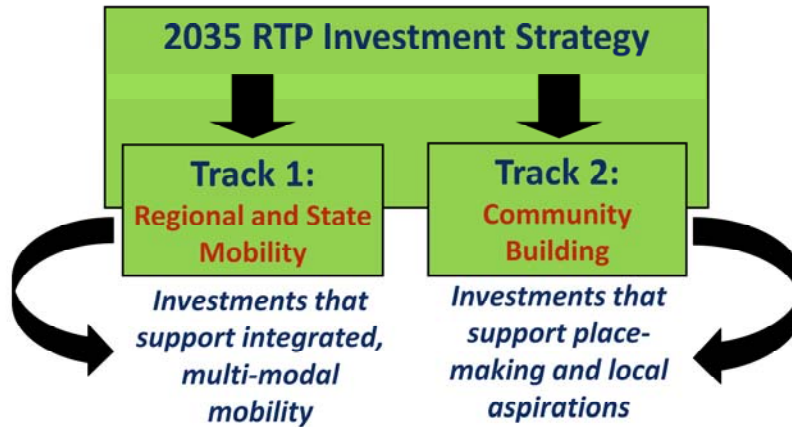 2035 RTP Investment Strategy
Track 1:
Regional and State
Mobility
Investments that
support integrated,
multi-modal
mobility
Track 2:
Community
Building
Investments that
support place-
making and local
aspirations